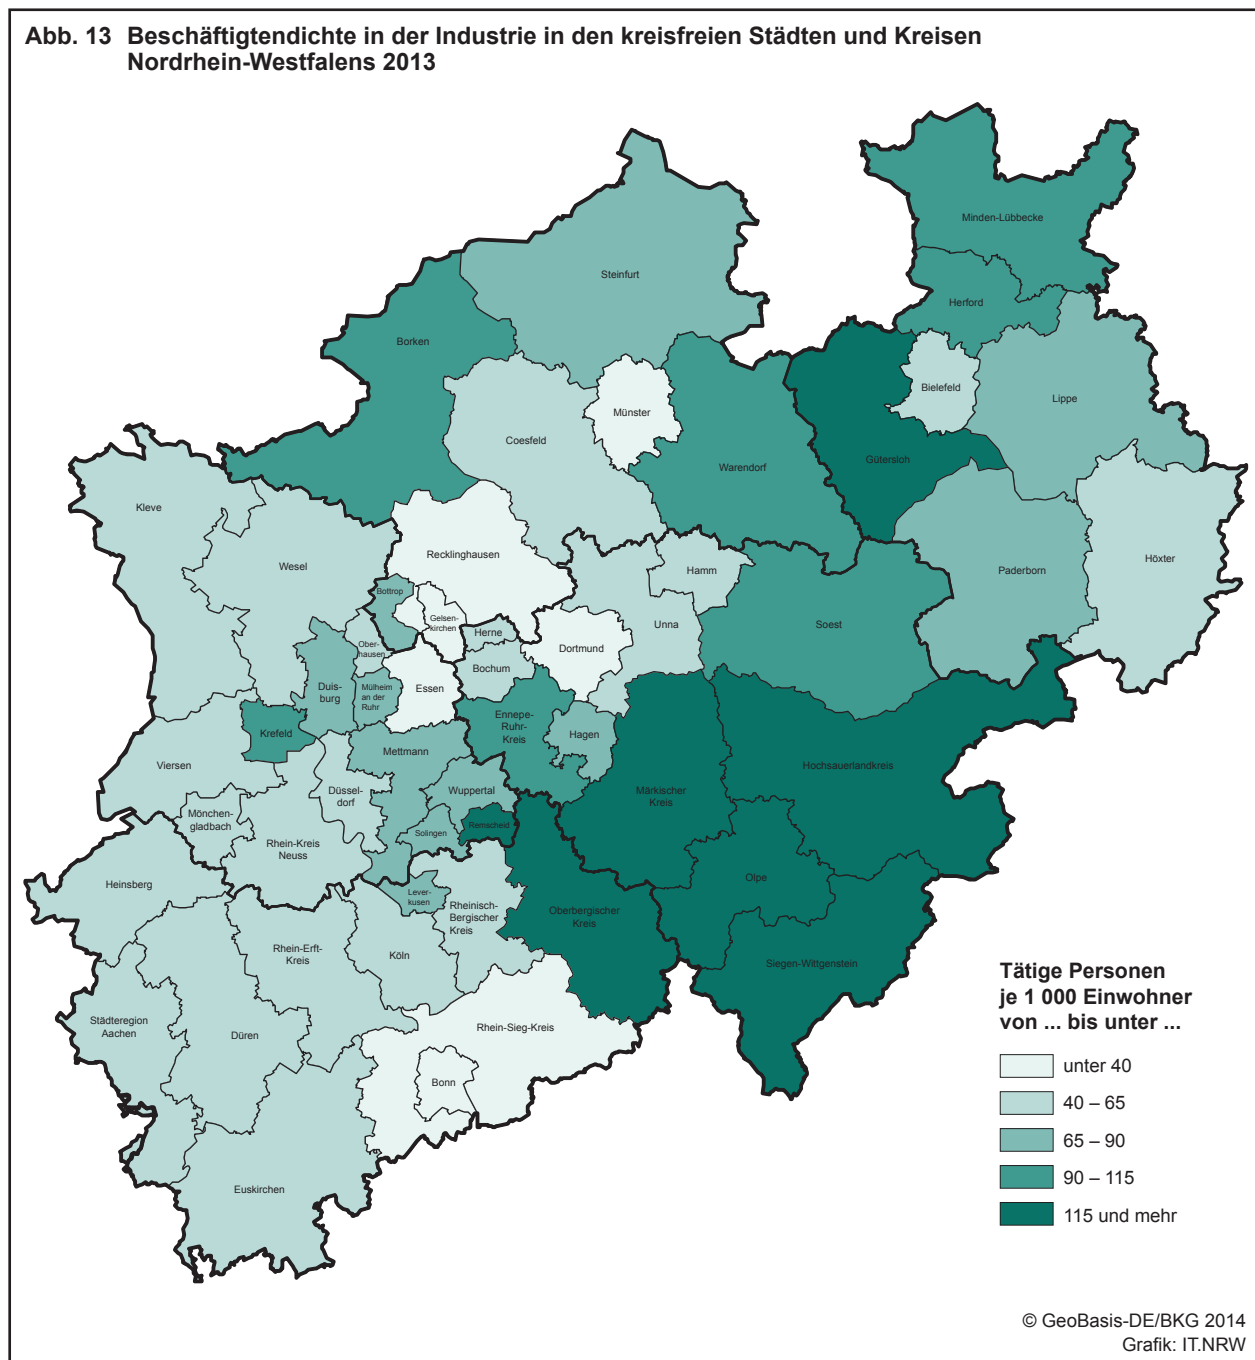 Abb. 13 Beschäftigtendichte in der Industrie in den kreisfreien Städten und Kreisen
Nordrhein-Westfalens 2013
Minden-Lübbecke
Steinfurt
Herford
Borken
Bielefeld
Lippe
Münster
Coesfeld
Gütersloh
Warendorf
Kleve
Recklinghausen
Wesel
Hamm
Höxter
Paderborn
Bottrop
Gelsen-
kirchen
Herne
Unna
Soest
Ober-
hausen
Dortmund
Bochum
Duis-
burg
Mülheim
an der
Ruhr
Essen
Ennepe-
Ruhr-
Kreis
Krefeld
Hagen
Mettmann
Viersen
Hochsauerlandkreis
Düssel-
dorf
Wuppertal
Märkischer
Kreis
Mönchen-
gladbach
Remscheid
Solingen
Rhein-Kreis
Neuss
Olpe
Heinsberg
Lever-
kusen
Rheinisch-
Bergischer
Kreis
Oberbergischer
Kreis
Rhein-Erft-
Kreis
Köln
Siegen-Wittgenstein
Städteregion
Aachen
Düren
Rhein-Sieg-Kreis
Bonn
Euskirchen
Tätige Personen
je 1 000 Einwohner
von ... bis unter ...
unter 40
40 – 65
65 – 90
90 – 115
115 und mehr
© GeoBasis-DE/BKG 2014
Grafik: IT.NRW